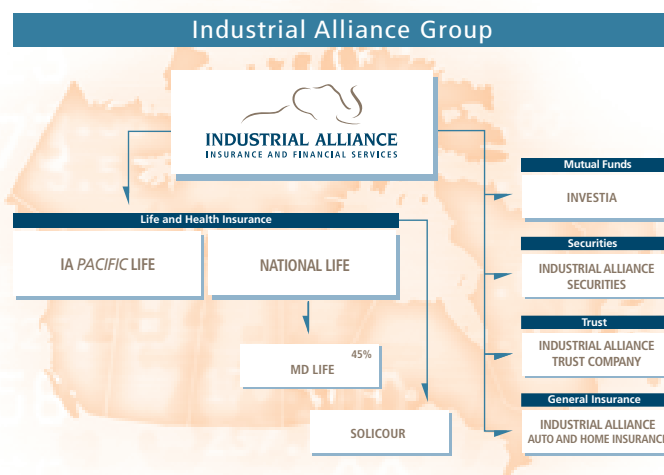 Industrial Alliance Group
INDUSTRIAL ALLIANCE
INSURANCE AND FINANCIAL SERVICES
Life and Health Insurance
IA PACIFIC LIFE
NATIONAL LIFE
45%
MD LIFE
SOLICOUR
Mutual Funds
INVESTIA
Securities
INDUSTRIAL ALLIANCE
SECURITIES
Trust
INDUSTRIAL ALLIANCE
TRUST COMPANY
General Insurance
INDUSTRIAL ALLIANCE
AUTO AND HOME INSURANCE